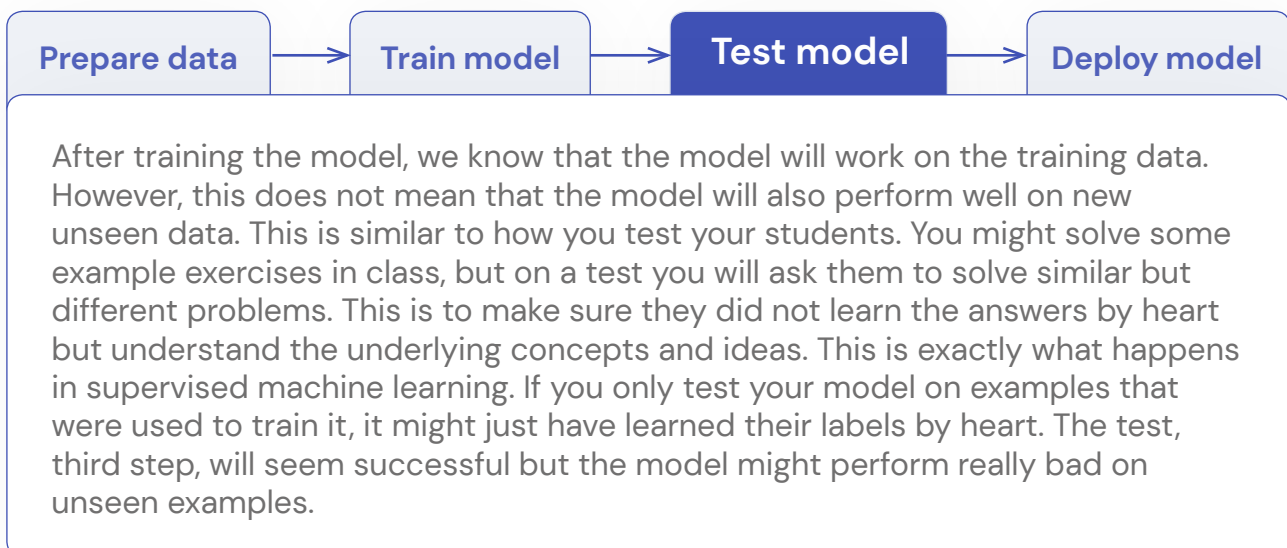 Prepare data
Train model
Test model
Deploy model
After training the model, we know that the model will work on the training data.
However, this does not mean that the model will also perform well on new
unseen data. This is similar to how you test your students. You might solve some
example exercises in class, but on a test you will ask them to solve similar but
different problems. This is to make sure they did not learn the answers by heart
but understand the underlying concepts and ideas. This is exactly what happens
in supervised machine learning. If you only test your model on examples that
were used to train it, it might just have learned their labels by heart. The test,
third step, will seem successful but the model might perform really bad on
unseen examples.